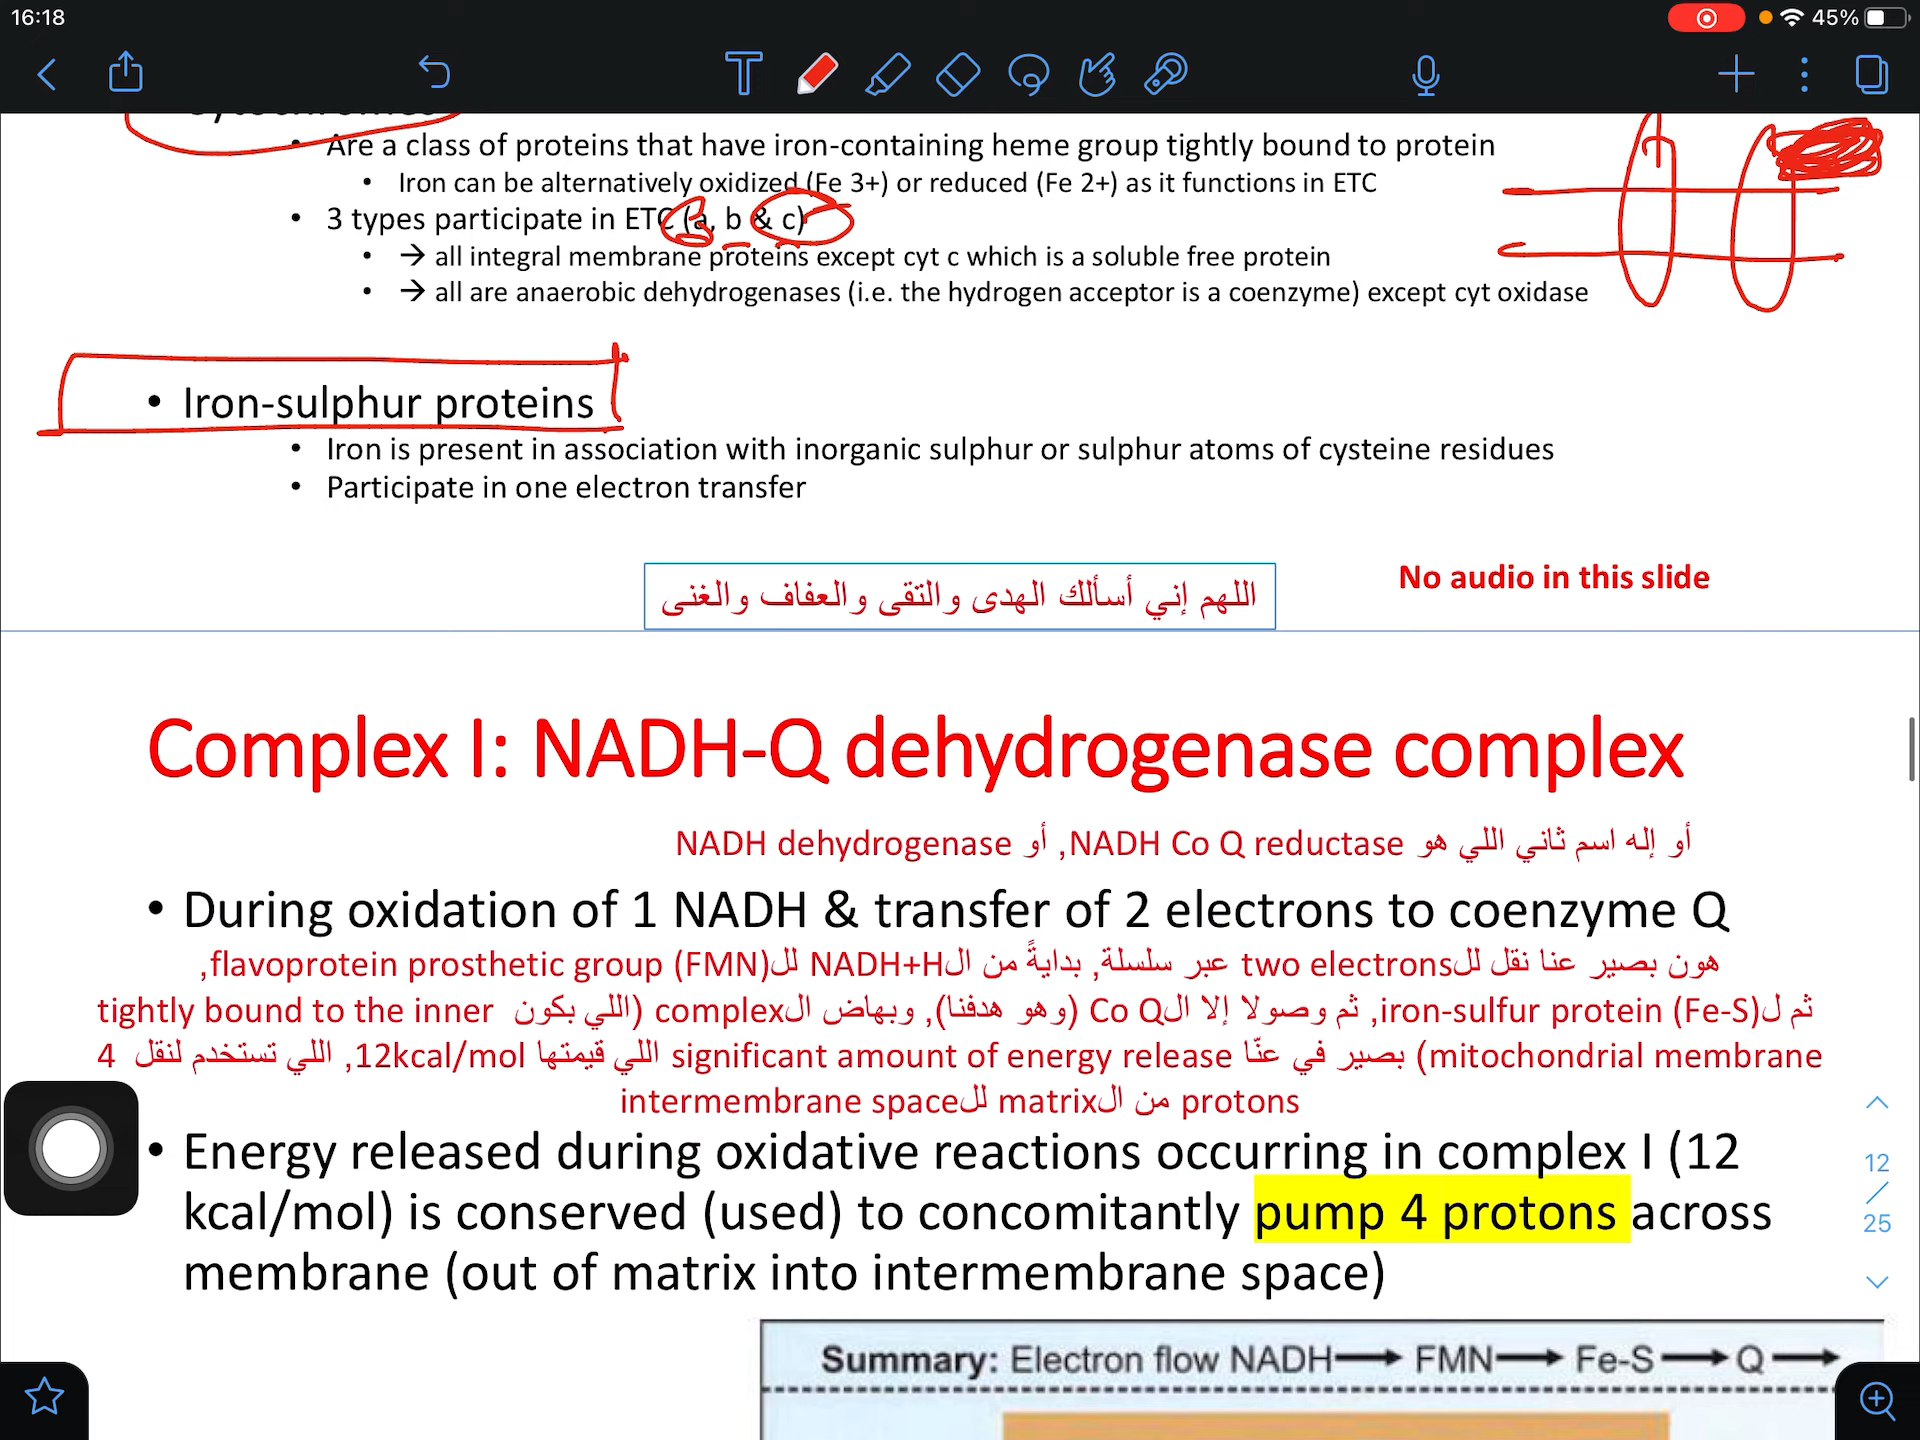 16:18
45%
Are a class of proteins that have iron-containing heme group tightly bound to protein
Iron can be alternatively oxidized (Fe 3+) or reduced (Fe 2+) as it functions in ETC
3 types participate in ETC (a, b & c)
→ all integral membrane proteins except cyt c which is a soluble free protein
→ all are anaerobic dehydrogenases (i.e. the hydrogen acceptor is a coenzyme) except cyt oxidase
• Iron-sulphur proteins
• Iron is present in association with inorganic sulphur or sulphur atoms of cysteine residues
• Participate in one electron transfer
No audio in this slide
اللهم إني أسألك الهدى والتقى والعفاف والغنى
Complex I: NADH-Q dehydrogenase complex
أو إله اسم ثاني اللي هو NADH Co Q reductase, أو NADH dehydrogenase
• During oxidation of 1 NADH & transfer of 2 electrons to coenzyme Q
هون بصير عنا نقل للtwo electrons عبر سلسلة, بدايةً من الNADH+H لل(FMN) flavoprotein prosthetic group,
ثم ل(Fe-S) iron-sulfur protein, ثم وصولا إلا الCo Q (وهو هدفنا), وبهاض الcomplex (اللي بكون tightly bound to the inner
mitochondrial membrane) بصير في عنّا significant amount of energy release اللي قيمتها 12kcal/mol, اللي تستخدم لنقل 4
protons من الmatrix للintermembrane space
• Energy released during oxidative reactions occurring in complex I (12
kcal/mol) is conserved (used) to concomitantly pump 4 protons across
membrane (out of matrix into intermembrane space)
12
/
25
Summary: Electron flow NADH→ FMN→ Fe-S→Q→